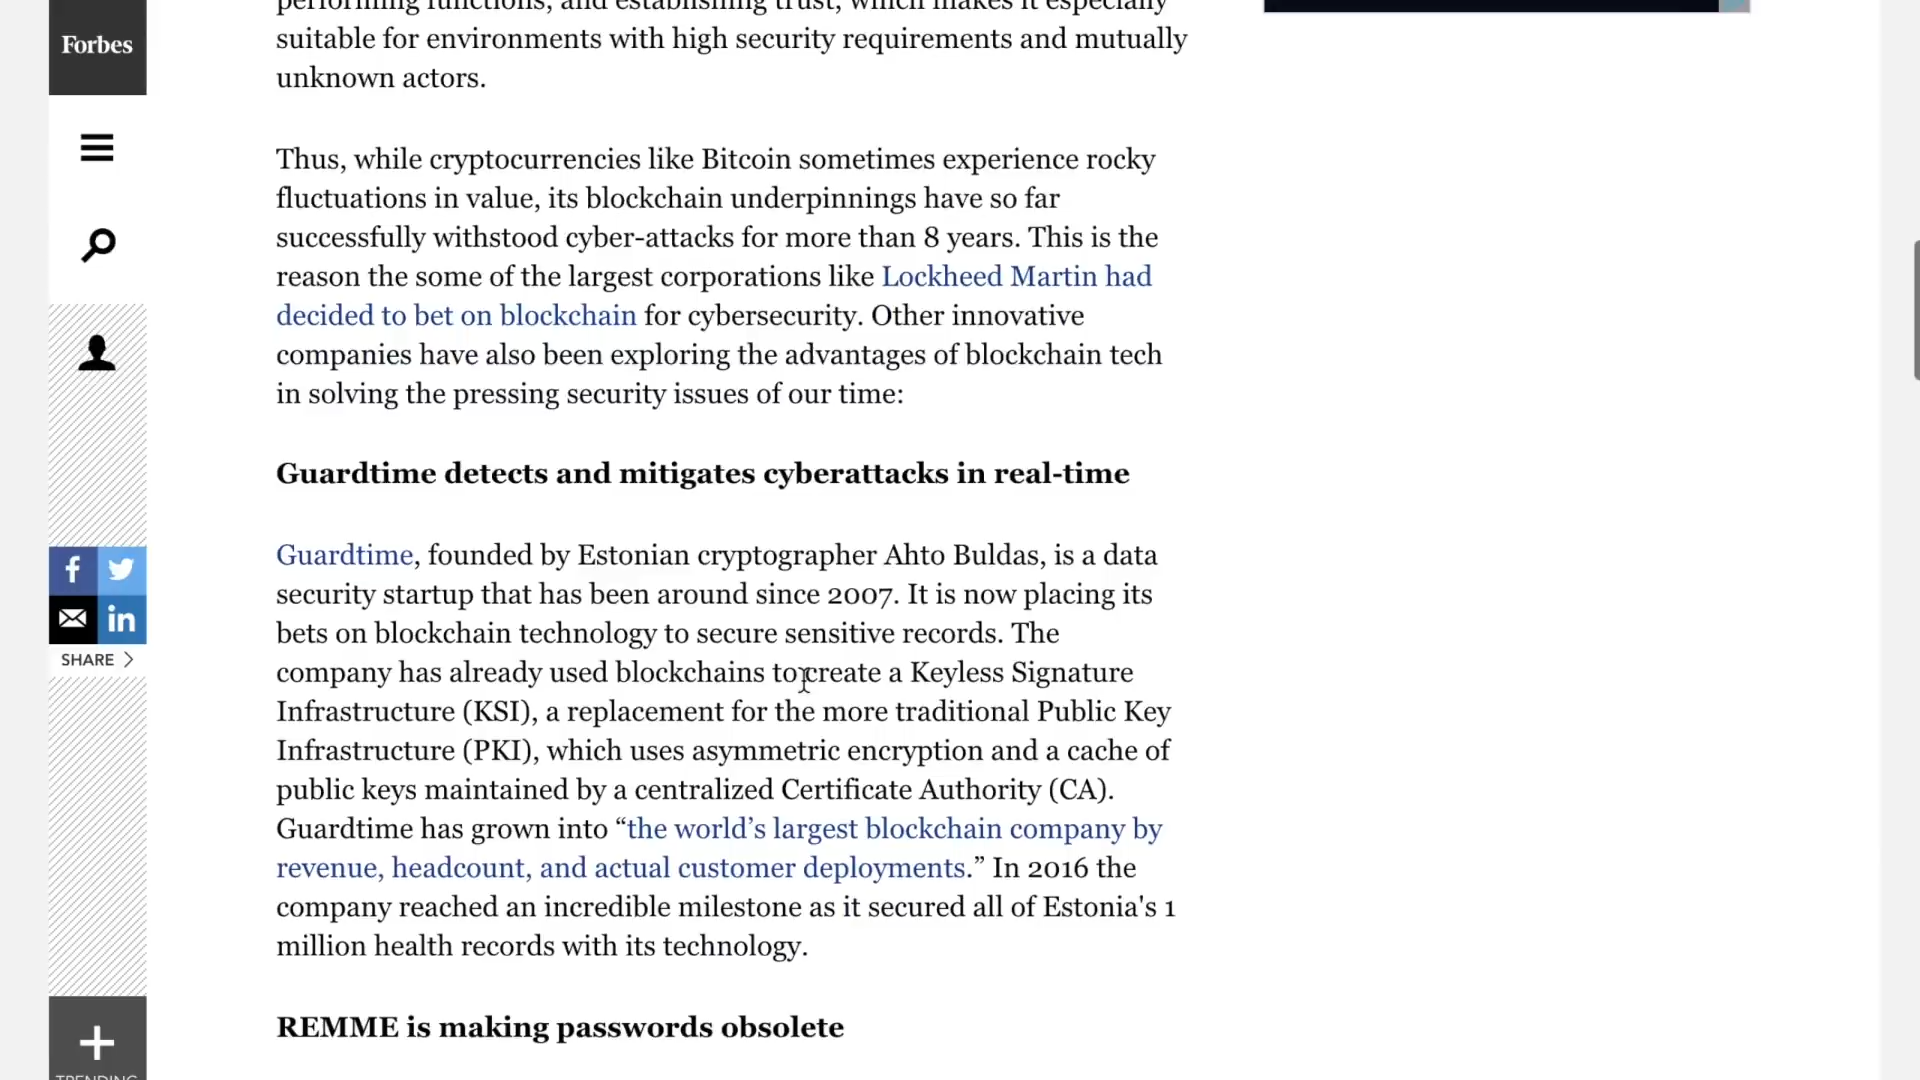 performing functions, and establishing trust, which makes it especially
suitable for environments with high security requirements and mutually
unknown actors.
Forbes
Thus, while cryptocurrencies like Bitcoin sometimes experience rocky
fluctuations in value, its blockchain underpinnings have so far
successfully withstood cyber-attacks for more than 8 years. This is the
reason the some of the largest corporations like Lockheed Martin had
decided to bet on blockchain for cybersecurity. Other innovative
companies have also been exploring the advantages of blockchain tech
in solving the pressing security issues of our time:
Guardtime detects and mitigates cyberattacks in real-time
Guardtime, founded by Estonian cryptographer Ahto Buldas, is a data
security startup that has been around since 2007. It is now placing its
bets on blockchain technology to secure sensitive records. The
company has already used blockchains to create a Keyless Signature
Infrastructure (KSI), a replacement for the more traditional Public Key
Infrastructure (PKI), which uses asymmetric encryption and a cache of
public keys maintained by a centralized Certificate Authority (CA).
Guardtime has grown into “the world’s largest blockchain company by
revenue, headcount, and actual customer deployments.” In 2016 the
company reached an incredible milestone as it secured all of Estonia's 1
million health records with its technology.
REMME is making passwords obsolete
SHARE
TRENDING